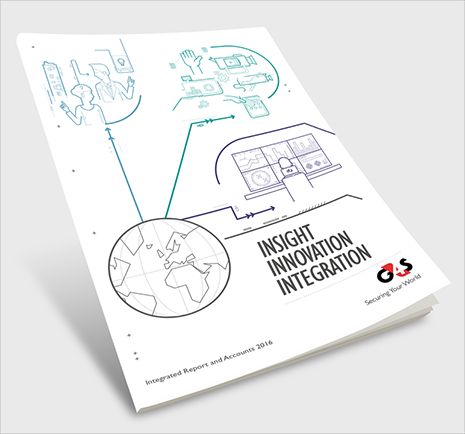 INSIGHT
INNOVATION
INTEGRATION
G4S
Securing Your World
Integrated Report and Accounts 2016